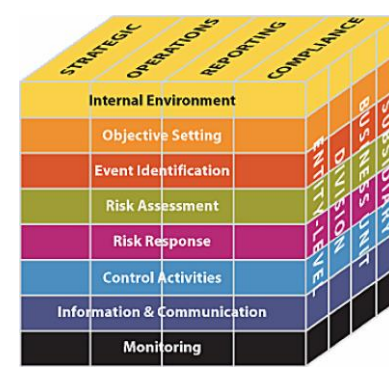 STRATEGIC
OPERATIONS
REPORTING
COMPLIANCE
Internal Environment
Objective Setting
Event Identification
Risk Assessment
Risk Response
Control Activities
Information & Communication
Monitoring
ENTITY-LEVEL
DIVISION
BUSINESS UNIT
SUBSIDIARY